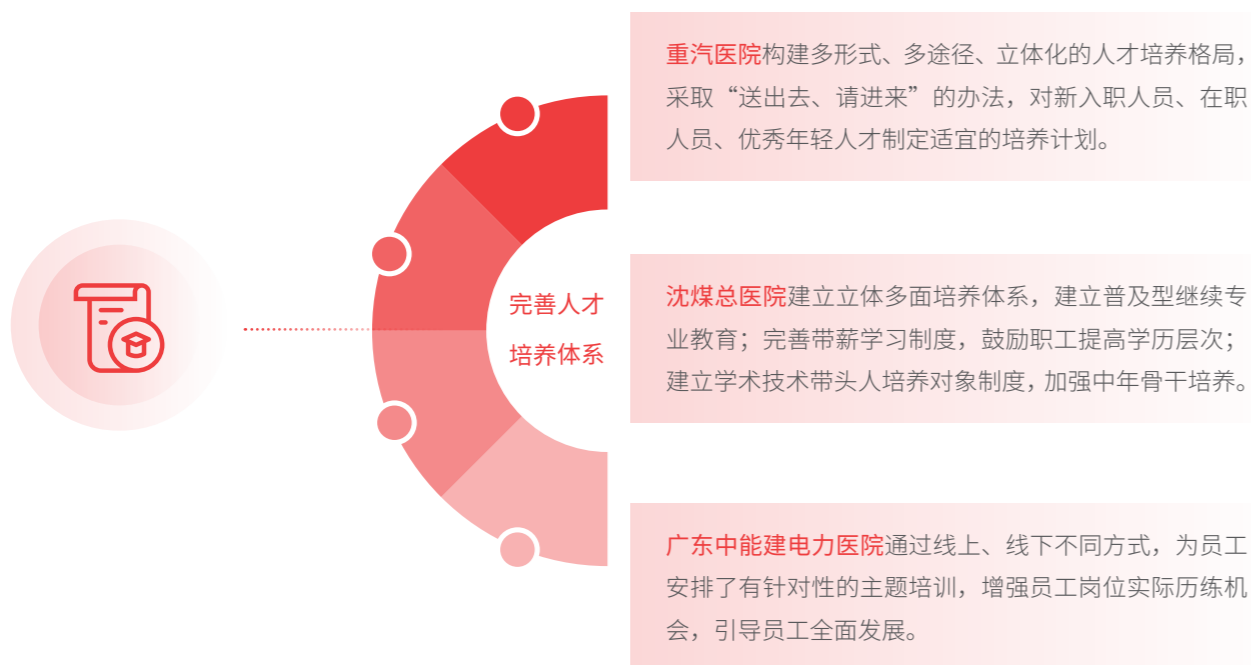 完善人才
培养体系
重汽医院构建多形式、多途径、立体化的人才培养格局，
采取“送出去、请进来”的办法，对新入职人员、在职
人员、优秀年轻人才制定适宜的培养计划。
沈煤总医院建立立体多面培养体系，建立普及型继续专
业教育；完善带薪学习制度，鼓励职工提高学历层次；
建立学术技术带头人培养对象制度，加强中年骨干培养。
广东中能建电力医院通过线上、线下不同方式，为员工
安排了有针对性的主题培训，增强员工岗位实际历练机
会，引导员工全面发展。